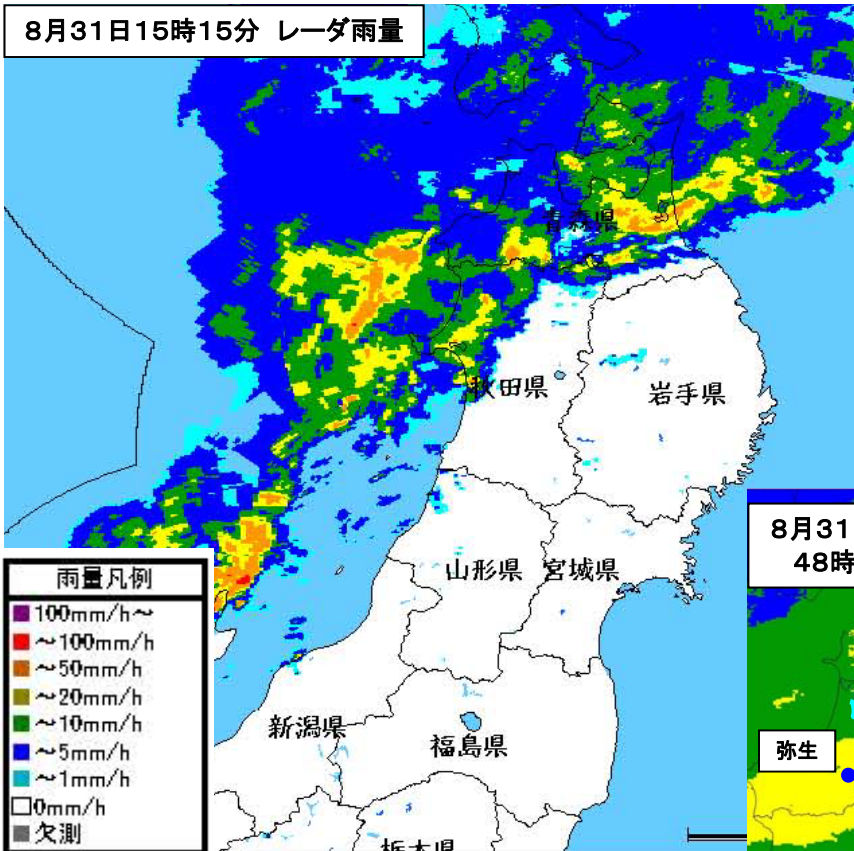 8月31日15時15分 レーダ雨量
青森県
秋田県
岩手県
山形県
宮城県
新潟県
福島県
栃木県
雨量凡例
100mm/h～
～100mm/h
～50mm/h
～20mm/h
～10mm/h
～5mm/h
～1mm/h
0mm/h
欠測
8月31
48時
弥生